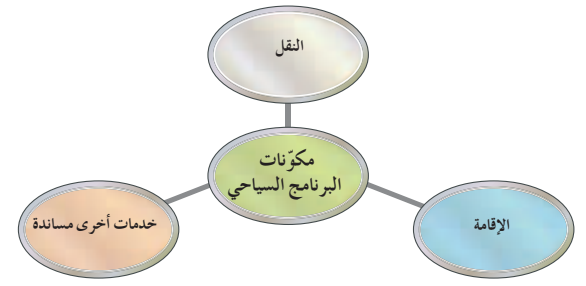 النقل
مكوّنات
البرنامج السياحي
الإقامة
خدمات أخرى مساندة